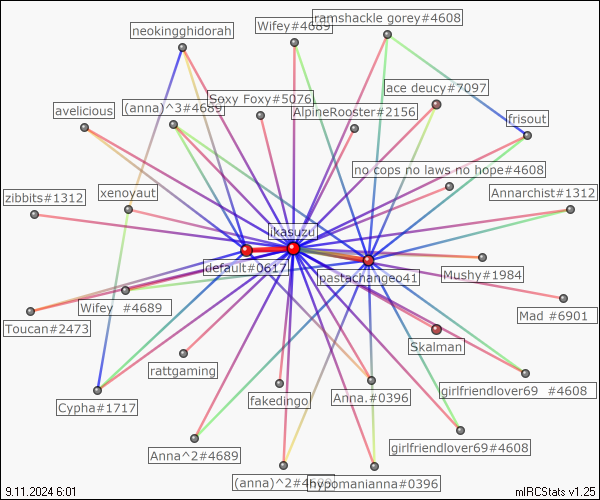 ramshackle gorey#4608
Wifey#4689
neokingghidorah
ace deucy#7097
Soxy Foxy#5076
avelicious
(anna)^3#4689
AlpineRooster#2156
frisout
no cops no laws no hope#4608
zibbits#1312
xenoyaut
Annarchist#1312
ikasuzu
default#0617
pastachangeo41
Mushy#1984
Wifey #4689
Toucan#2473
Mad #6901
Skalman
rattgaming
girlfriendlover69 #4608
fakedingo
Anna.#0396
Cypha#1717
girlfriendlover69#4608
Anna^2#4689
(anna)^2#4689
hypomanianna#0396
9.11.2024 6:01
mIRCStats v1.25